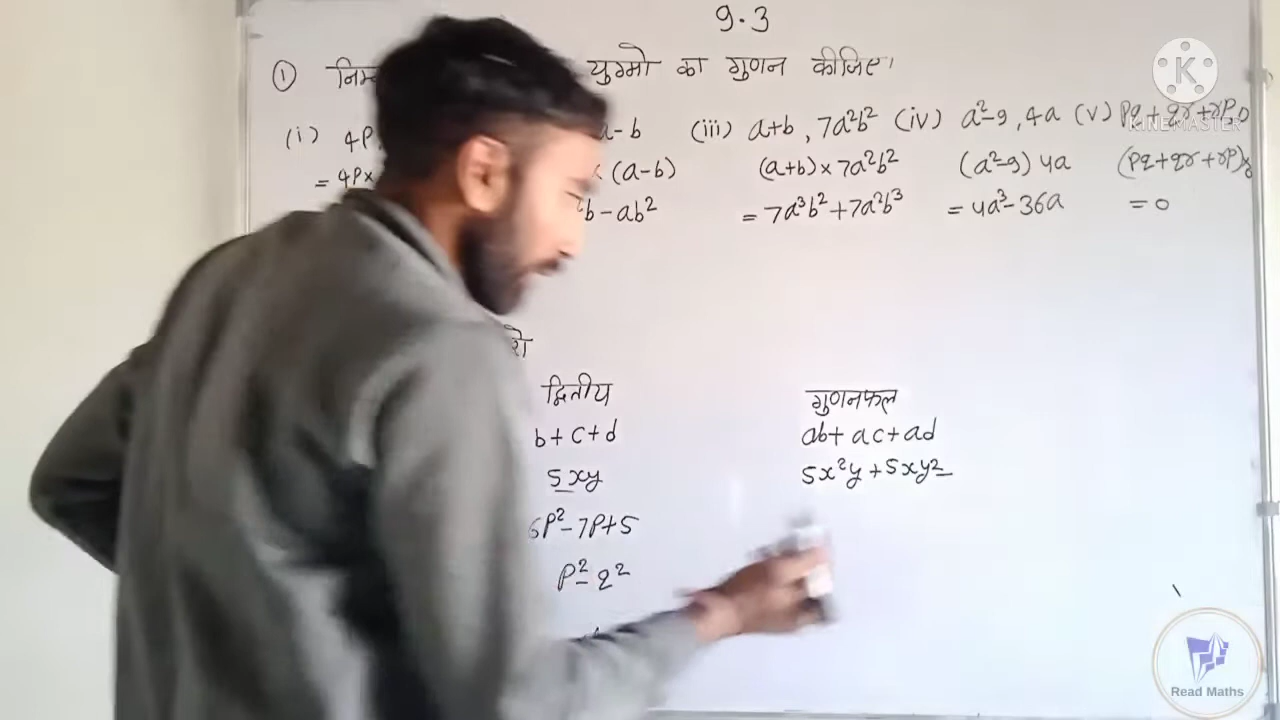 9.3
① युग्मो का गुणन कीजिए।
(i) 4P a-b (iii) a+b, 7a²b² (iv) a²-9, 4a (v) pq+qr+rp, 0
= 4P× (a-b) (a+b)×7a²b² (a²-9) 4a (pq+qr+rp)×
b-ab² = 7a³b²+7a²b³ = 4a³-36a = 0
द्वितीय गुणनफल
b+c+d ab+ac+ad
5xy 5x²y+5xy²
6p²-7p+5
p²-q²
KINEMASTER
Read Maths